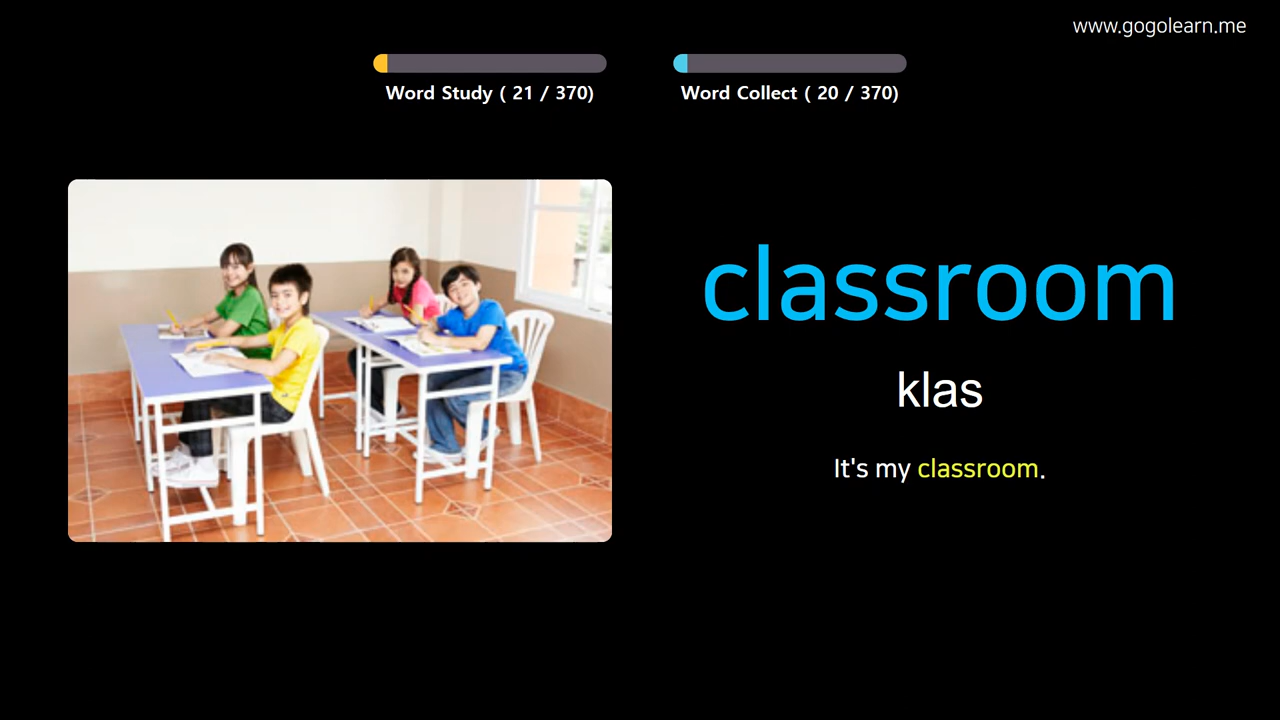 www.gogolearn.me
Word Study ( 21 / 370)
Word Collect ( 20 / 370)
classroom
klas
It's my classroom.